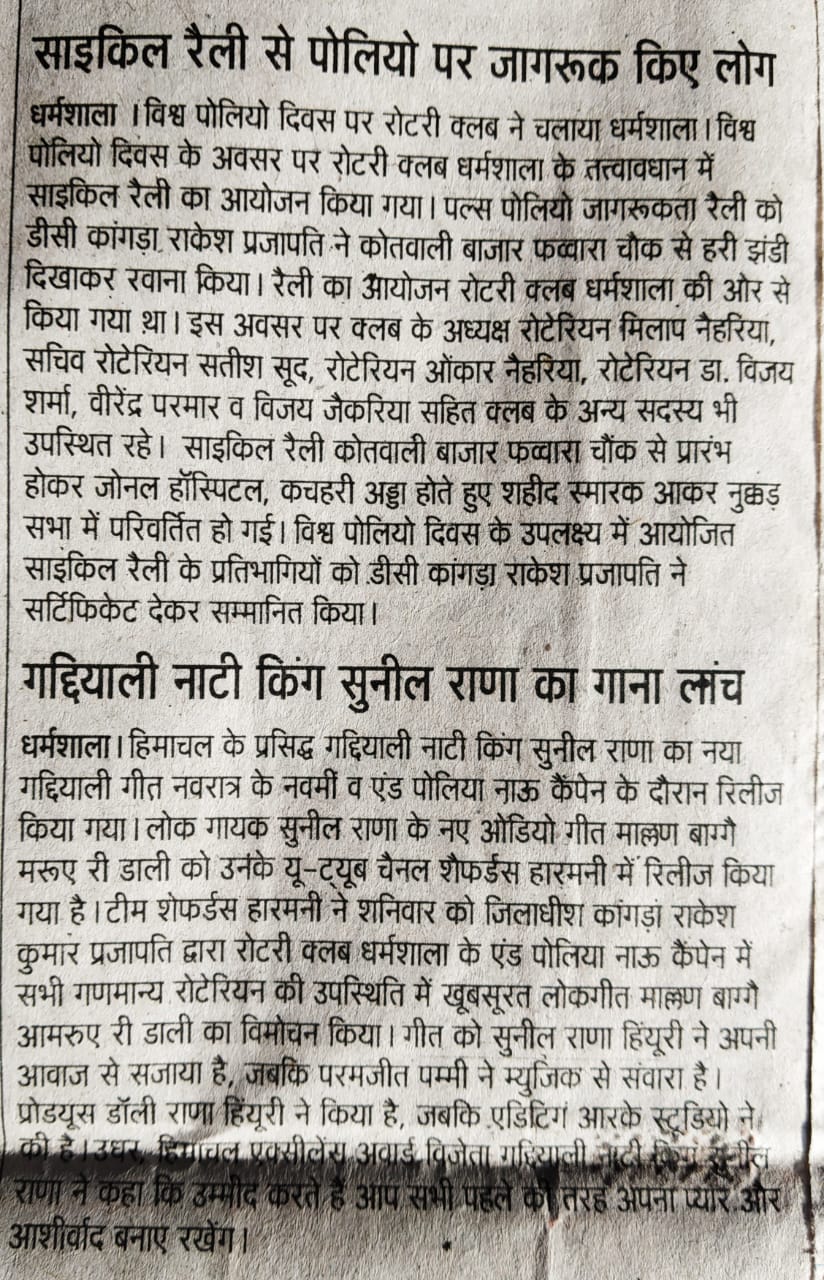 साइकिल रैली से पोलियो पर जागरूक किए लोग
धर्मशाला । विश्व पोलियो दिवस पर रोटरी क्लब ने चलाया धर्मशाला। विश्व
पोलियो दिवस के अवसर पर रोटरी क्लब धर्मशाला के तत्वावधान में
साइकिल रैली का आयोजन किया गया। पल्स पोलियो जागरूकता रैली को
डीसी कांगड़ा राकेश प्रजापति ने कोतवाली बाजार फव्वारा चौक से हरी झंडी
दिखाकर रवाना किया। रैली का आयोजन रोटरी क्लब धर्मशाला की ओर से
किया गया था। इस अवसर पर क्लब के अध्यक्ष रोटेरियन मिलाप नैहरिया,
सचिव रोटेरियन सतीश सूद, रोटेरियन ओंकार नैहरिया, रोटेरियन डा. विजय
शर्मा, वीरेंद्र परमार व विजय जैकरिया सहित क्लब के अन्य सदस्य भी
उपस्थित रहे। साइकिल रैली कोतवाली बाजार फव्वारा चौंक से प्रारंभ
होकर जोनल हॉस्पिटल, कचहरी अड्डा होते हुए शहीद स्मारक आकर नुक्कड़
सभा में परिवर्तित हो गई। विश्व पोलियो दिवस के उपलक्ष्य में आयोजित
साइकिल रैली के प्रतिभागियों को डीसी कांगड़ा राकेश प्रजापति ने
सर्टिफिकेट देकर सम्मानित किया।
गद्दियाली नाटी किंग सुनील राणा का गाना लांच
धर्मशाला। हिमाचल के प्रसिद्ध गद्दियाली नाटी किंग सुनील राणा का नया
गद्दियाली गीत नवरात्र के नवमीं व एंड पोलिया नाऊ कैंपेन के दौरान रिलीज
किया गया। लोक गायक सुनील राणा के नए ऑडियो गीत माल्लण बाग्गै
मरूए री डाली को उनके यू-ट्यूब चैनल शैफर्डस हारमनी में रिलीज किया
गया है। टीम शेफर्डस हारमनी ने शनिवार को जिलाधीश कांगड़ा राकेश
कुमार प्रजापति द्वारा रोटरी क्लब धर्मशाला के एंड पोलिया नाऊ कैंपेन में
सभी गणमान्य रोटेरियन की उपस्थिति में खूबसूरत लोकगीत माल्लण बाग्गै
आमरुए री डाली का विमोचन किया। गीत को सुनील राणा हिंयूरी ने अपनी
आवाज से सजाया है, जबकि परमजीत पम्मी ने म्युजिक से संवारा है।
प्रोडयूस डॉली राणा हिंयूरी ने किया है, जबकि एडिटिगं आरके स्टूडियो ने
की है। उधर, हिमाचल एक्सीलेंस अवार्ड विजेता गद्दियाली नाटी किंग सुनील
राणा ने कहा कि उम्मीद करते हैं आप सभी पहले की तरह अपना प्यार और
आशीर्वाद बनाए रखेंग।